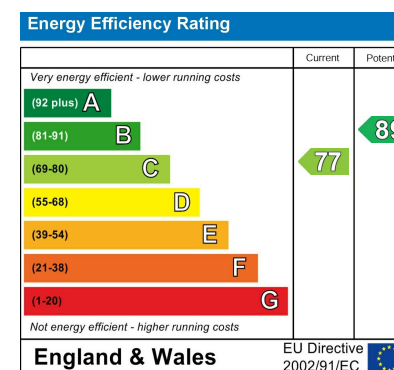 Energy Efficiency Rating
Current Potent
Very energy efficient - lower running costs
(92 plus) A
(81-91) B
89
(69-80) C
77
(55-68) D
(39-54) E
(21-38) F
(1-20) G
Not energy efficient - higher running costs
England & Wales
EU Directive
2002/91/EC